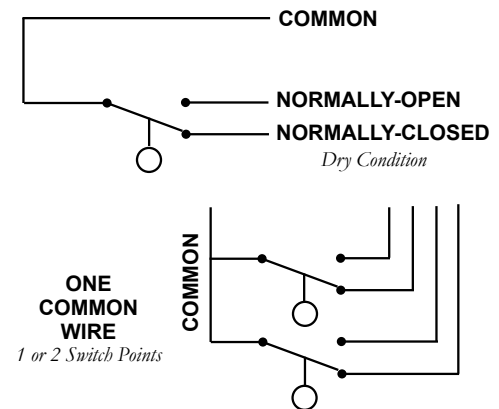 COMMON
NORMALLY-OPEN
NORMALLY-CLOSED
Dry Condition
COMMON
ONE
COMMON
WIRE
1 or 2 Switch Points